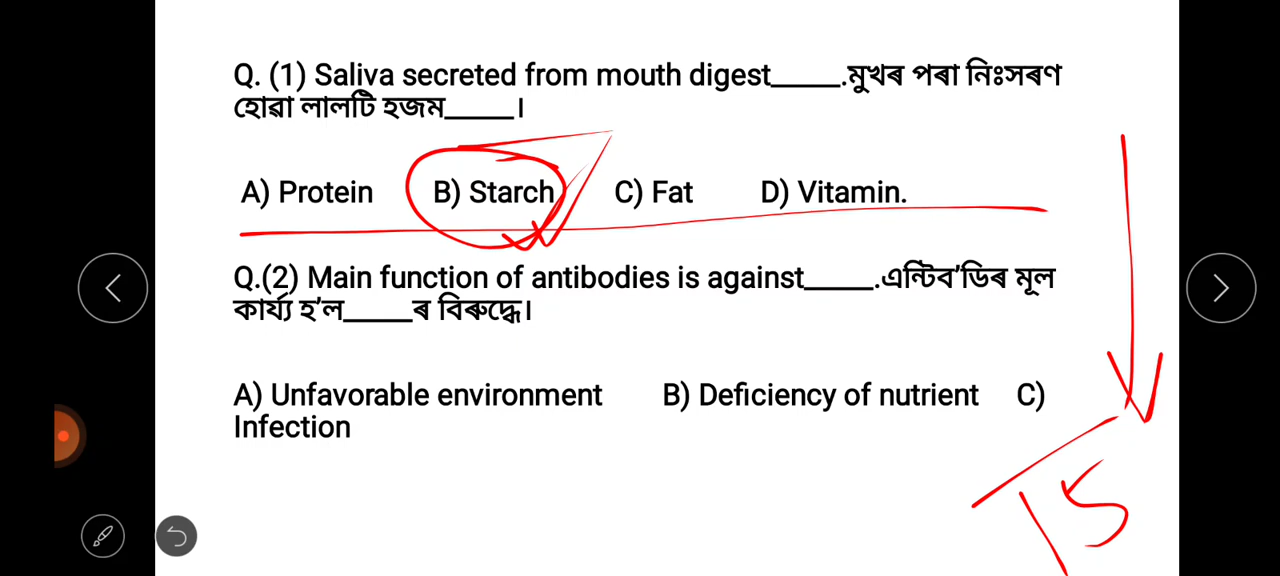 Q. (1) Saliva secreted from mouth digest_____.মুখৰ পৰা নিঃসৰণ
হোৱা লালটি হজম_____।
A) Protein B) Starch C) Fat D) Vitamin.
Q.(2) Main function of antibodies is against_____.এন্টিব'ডিৰ মূল
কাৰ্য্য হ'ল_____ৰ বিৰুদ্ধে।
A) Unfavorable environment B) Deficiency of nutrient C)
Infection
15